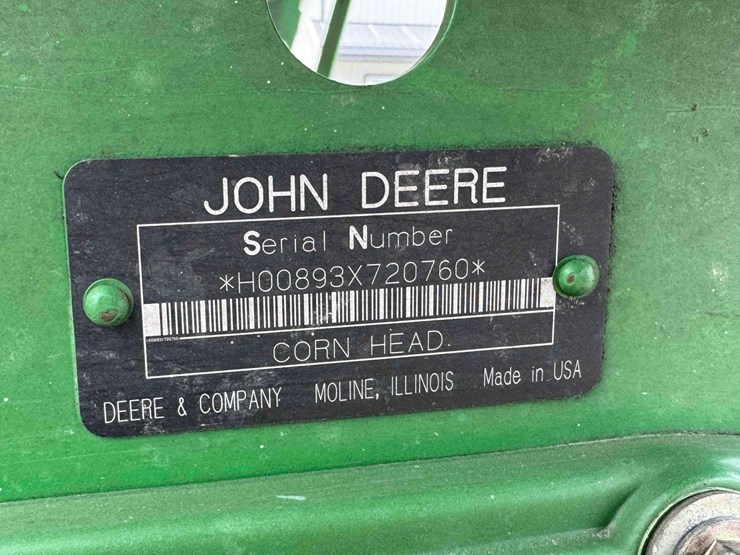 JOHN DEERE
Serial Number
*H00893X720760*
CORN HEAD
DEERE & COMPANY MOLINE, ILLINOIS Made in USA